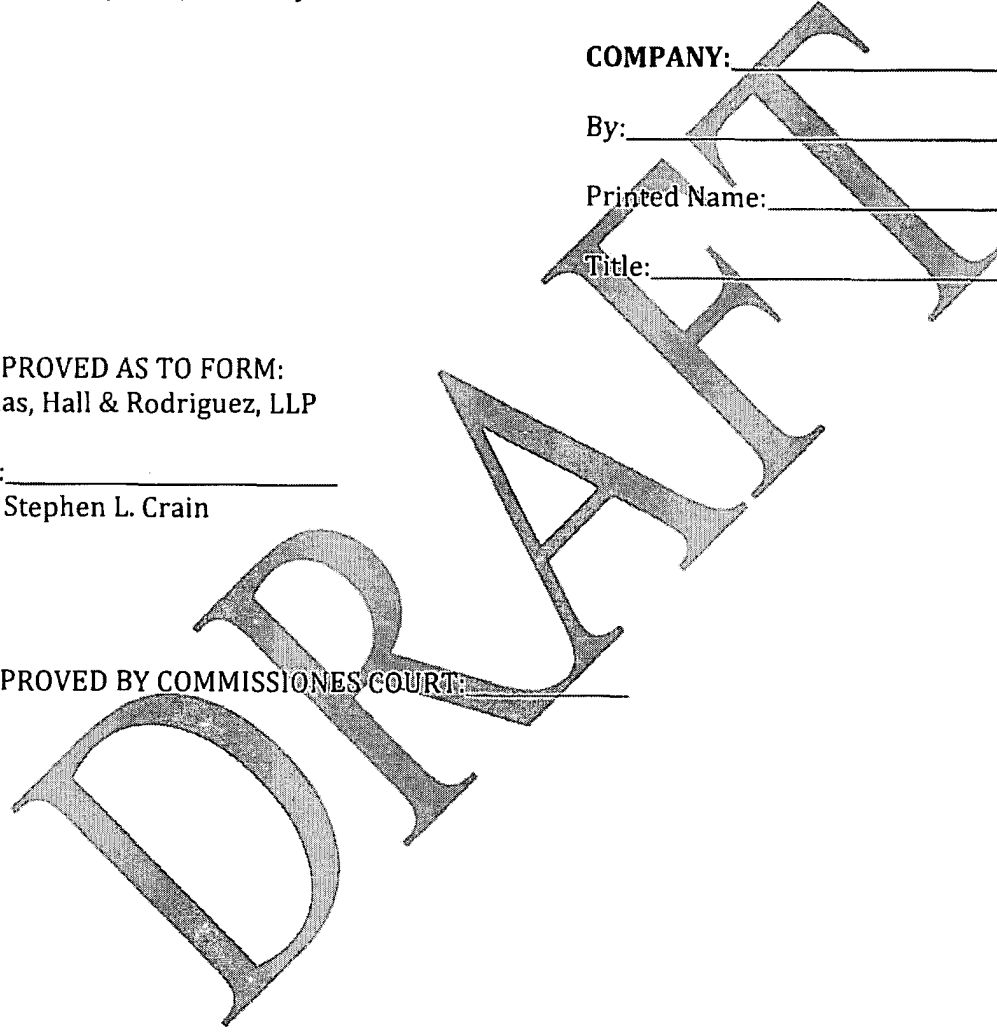 COMPANY:
By:
Printed Name:
Title:
PROVED AS TO FORM:
as, Hall & Rodriguez, LLP
:
Stephen L. Crain
PROVED BY COMMISSIONES COURT:
DRAFT